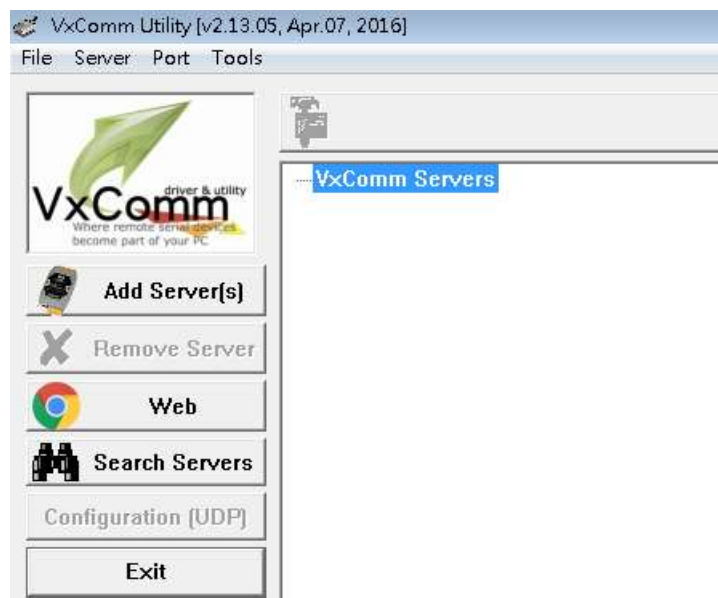 VxComm Utility [v2.13.05, Apr.07, 2016]
File Server Port Tools
VxComm
driver & utility
Where remote serial devices
become part of your PC
VxComm Servers
Add Server(s)
Remove Server
Web
Search Servers
Configuration (UDP)
Exit